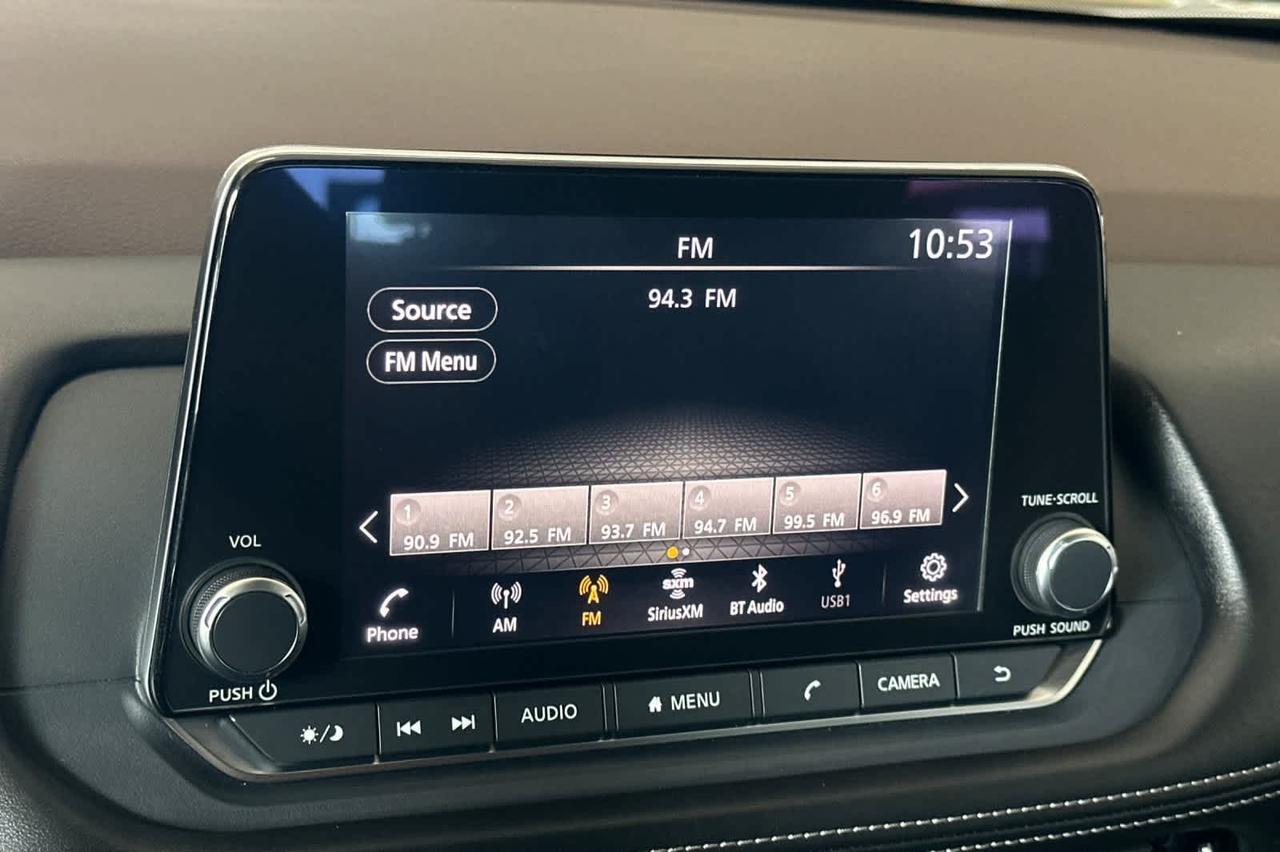 FM
10:53
94.3 FM
Source
FM Menu
TUNE·SCROLL
1
2
3
4
5
6
90.9 FM
92.5 FM
93.7 FM
94.7 FM
99.5 FM
96.9 FM
VOL
Phone
AM
FM
sxm
SiriusXM
BT Audio
USB1
Settings
PUSH SOUND
PUSH
AUDIO
MENU
CAMERA